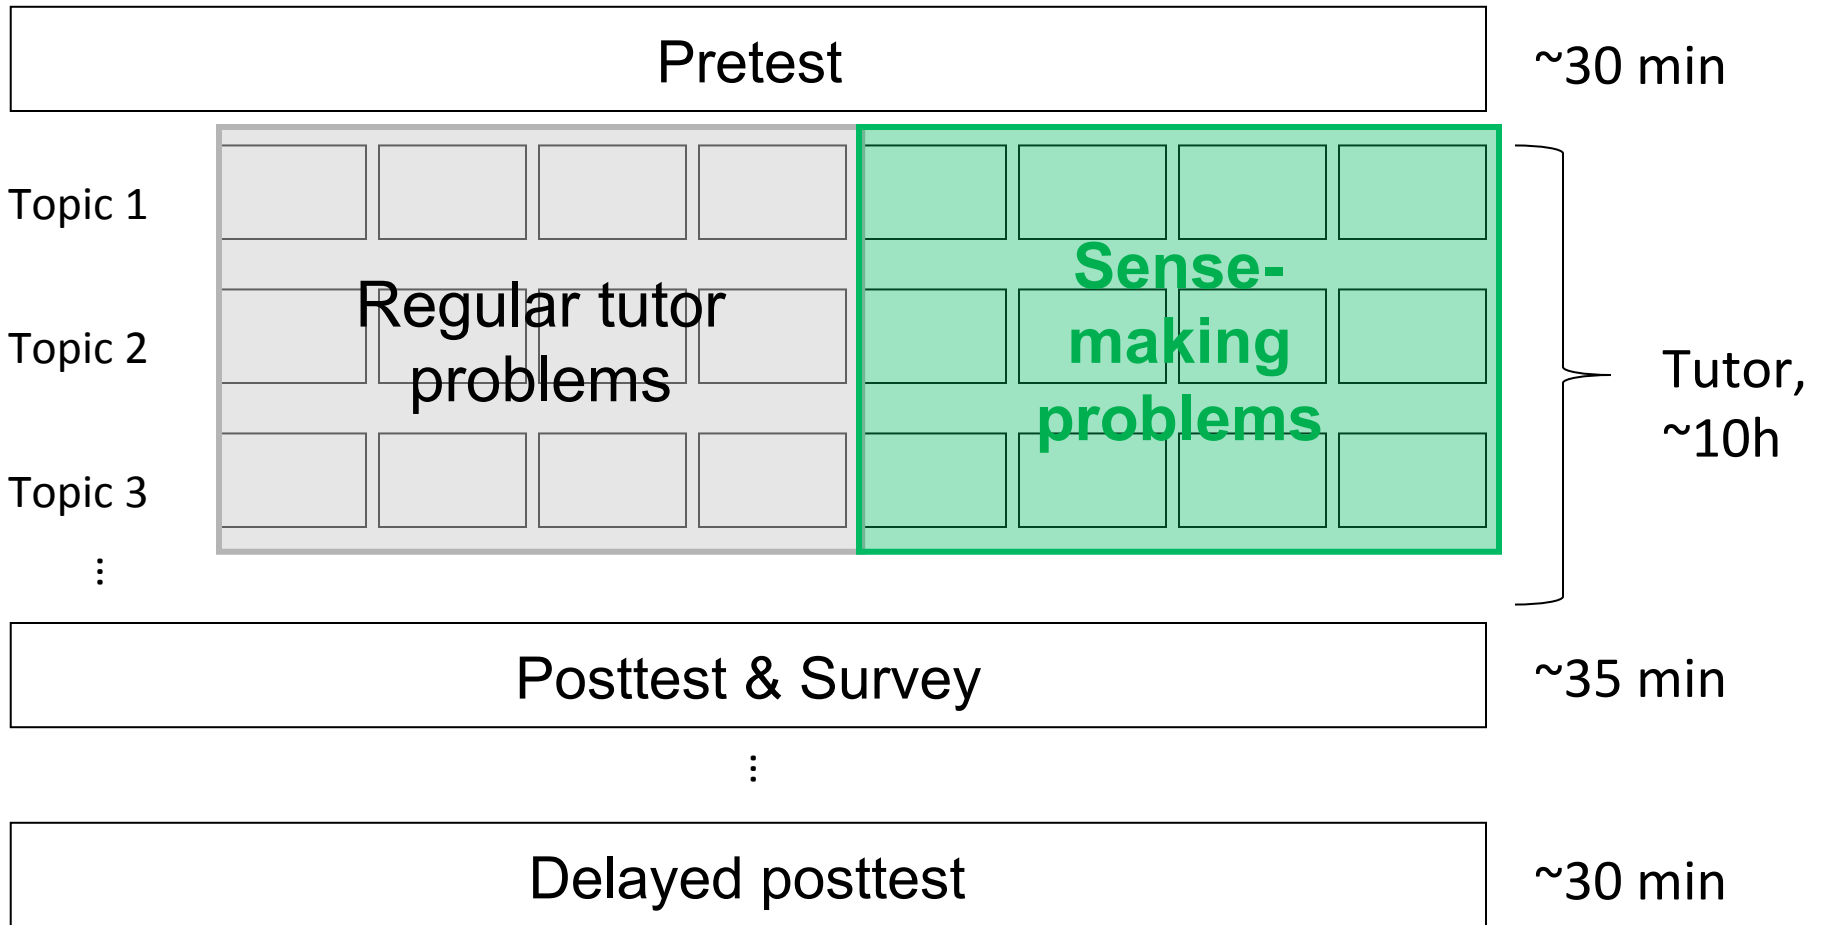 Pretest
~30 min
Topic 1
Topic 2
Topic 3
⋮
Regular tutor
problems
Sense-
making
problems
Tutor,
~10h
Posttest & Survey
~35 min
⋮
Delayed posttest
~30 min